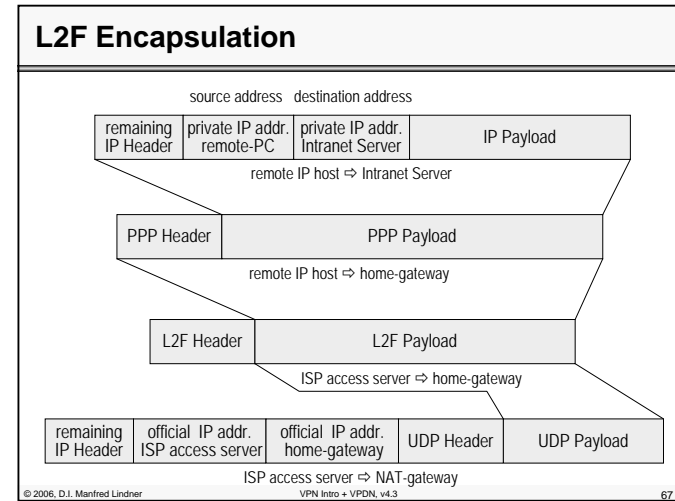 L2F Encapsulation
source address destination address
remaining IP Header
private IP addr. remote-PC
private IP addr. Intranet Server
IP Payload
remote IP host ⇨ Intranet Server
PPP Header
PPP Payload
remote IP host ⇨ home-gateway
L2F Header
L2F Payload
ISP access server ⇨ home-gateway
remaining IP Header
official IP addr. ISP access server
official IP addr. home-gateway
UDP Header
UDP Payload
ISP access server ⇨ NAT-gateway
© 2006, D.I. Manfred Lindner
VPN Intro + VPDN, v4.3
67